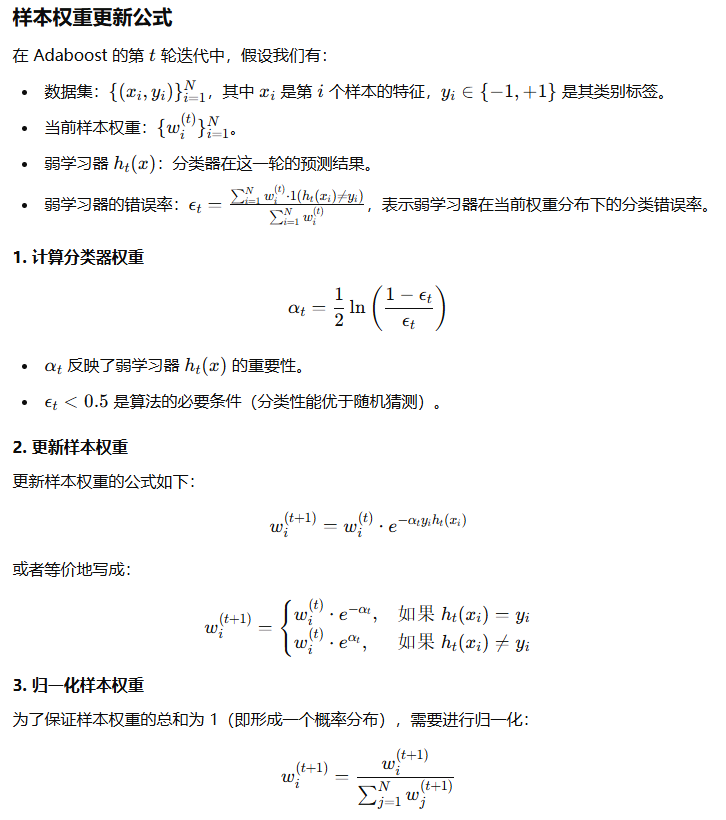 样本权重更新公式
在 Adaboost 的第 $t$ 轮迭代中，假设我们有：
• 数据集：$\{(x_i, y_i)\}_{i=1}^{N}$，其中 $x_i$ 是第 $i$ 个样本的特征，$y_i \in \{-1, +1\}$ 是其类别标签。
• 当前样本权重：$\{w_i^{(t)}\}_{i=1}^{N}$。
• 弱学习器 $h_t(x)$：分类器在这一轮的预测结果。
• 弱学习器的错误率：$\epsilon_t = \frac{\sum_{i=1}^{N} w_i^{(t)} \cdot 1(h_t(x_i) \neq y_i)}{\sum_{i=1}^{N} w_i^{(t)}}$，表示弱学习器在当前权重分布下的分类错误率。
1. 计算分类器权重
$\alpha_t = \frac{1}{2} \ln \left( \frac{1 - \epsilon_t}{\epsilon_t} \right)$
• $\alpha_t$ 反映了弱学习器 $h_t(x)$ 的重要性。
• $\epsilon_t < 0.5$ 是算法的必要条件（分类性能优于随机猜测）。
2. 更新样本权重
更新样本权重的公式如下：
$w_i^{(t+1)} = w_i^{(t)} \cdot e^{-\alpha_t y_i h_t(x_i)}$
或者等价地写成：
$w_i^{(t+1)} = \begin{cases} w_i^{(t)} \cdot e^{-\alpha_t}, & \text{如果 } h_t(x_i) = y_i \\ w_i^{(t)} \cdot e^{\alpha_t}, & \text{如果 } h_t(x_i) \neq y_i \end{cases}$
3. 归一化样本权重
为了保证样本权重的总和为 1（即形成一个概率分布），需要进行归一化：
$w_i^{(t+1)} = \frac{w_i^{(t+1)}}{\sum_{j=1}^{N} w_j^{(t+1)}}$